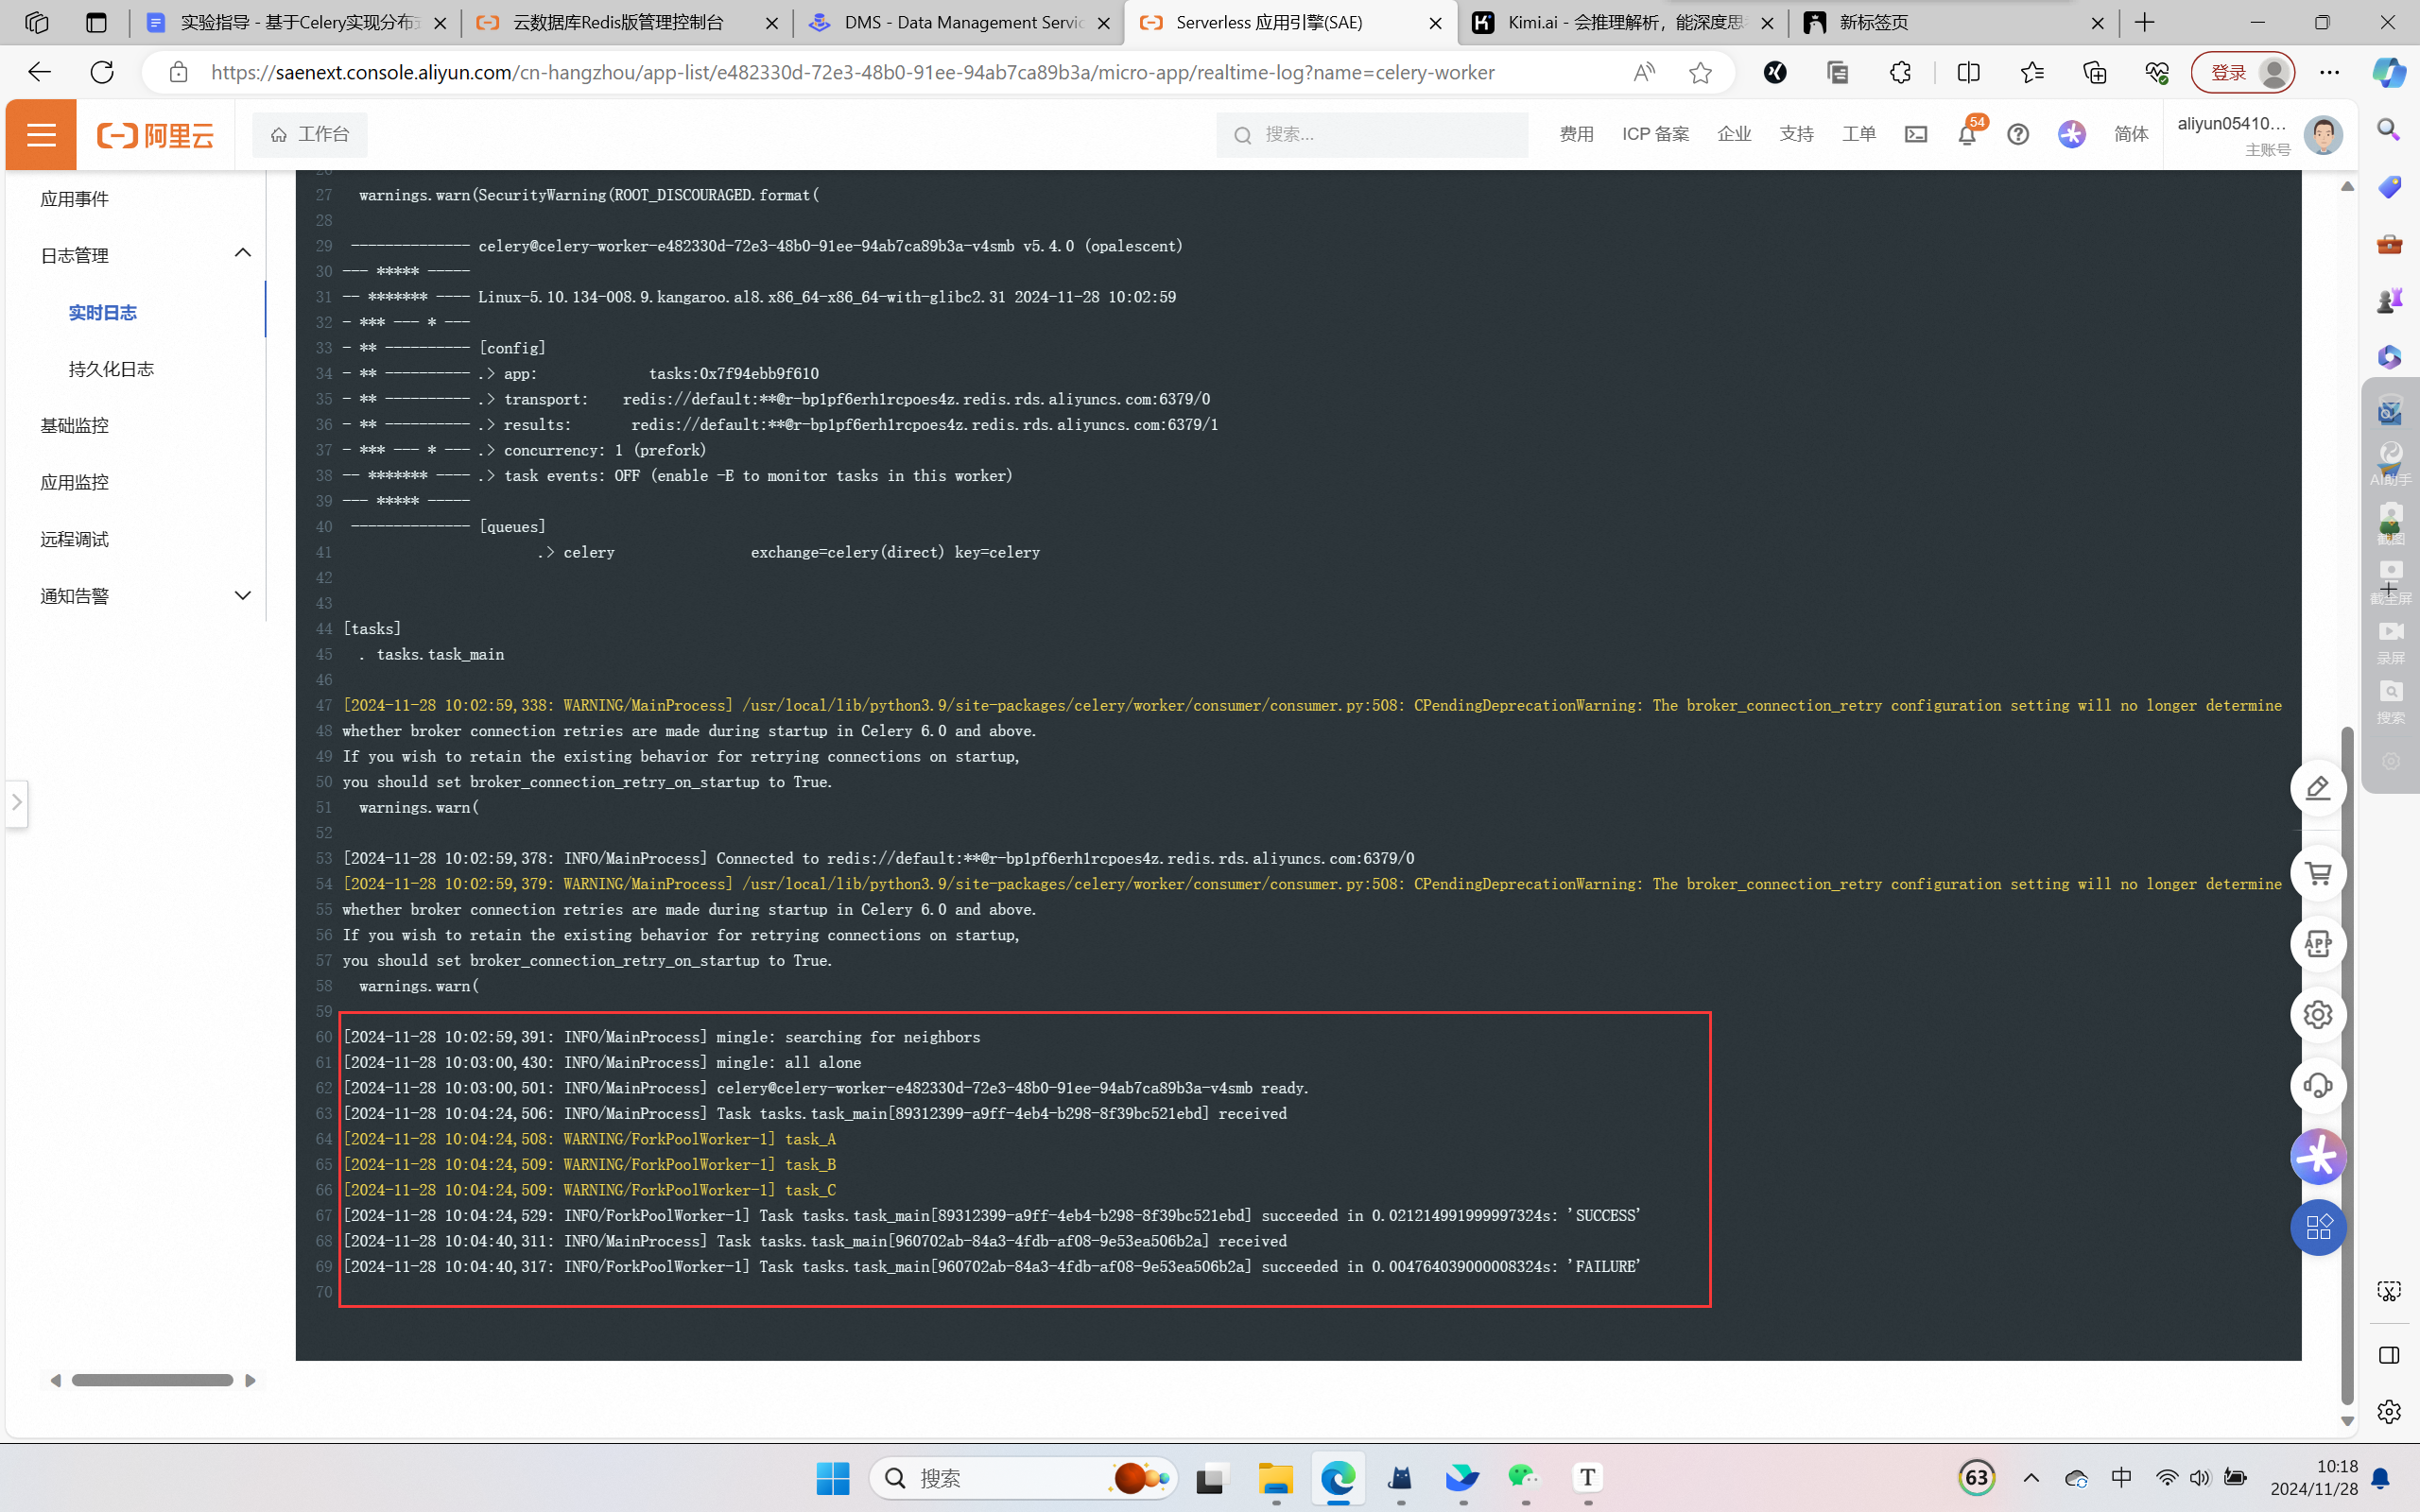 实验指导 - 基于Celery实现分布
云数据库Redis版管理控制台
DMS - Data Management Servic
Serverless 应用引擎(SAE)
Kimi.ai - 会推理解析，能深度思
新标签页
https://saenext.console.aliyun.com/cn-hangzhou/app-list/e482330d-72e3-48b0-91ee-94ab7ca89b3a/micro-app/realtime-log?name=celery-worker
登录
阿里云
工作台
搜索...
费用
ICP 备案
企业
支持
工单
54
简体
aliyun05410...
主账号
应用事件
日志管理
实时日志
持久化日志
基础监控
应用监控
远程调试
通知告警
26
27 warnings.warn(SecurityWarning(ROOT_DISCOURAGED.format(
28
29 -------------- celery@celery-worker-e482330d-72e3-48b0-91ee-94ab7ca89b3a-v4smb v5.4.0 (opalescent)
30 --- ***** -----
31 -- ******* ---- Linux-5.10.134-008.9.kangaroo.al8.x86_64-x86_64-with-glibc2.31 2024-11-28 10:02:59
32 - *** --- * ---
33 - ** ---------- [config]
34 - ** ---------- .> app: tasks:0x7f94ebb9f610
35 - ** ---------- .> transport: redis://default:**@r-bp1pf6erh1rcpoes4z.redis.rds.aliyuncs.com:6379/0
36 - ** ---------- .> results: redis://default:**@r-bp1pf6erh1rcpoes4z.redis.rds.aliyuncs.com:6379/1
37 - *** --- * --- .> concurrency: 1 (prefork)
38 -- ******* ---- .> task events: OFF (enable -E to monitor tasks in this worker)
39 --- ***** -----
40 -------------- [queues]
41 .> celery exchange=celery(direct) key=celery
42
43
44 [tasks]
45 . tasks.task_main
46
47 [2024-11-28 10:02:59,338: WARNING/MainProcess] /usr/local/lib/python3.9/site-packages/celery/worker/consumer/consumer.py:508: CPendingDeprecationWarning: The broker_connection_retry configuration setting will no longer determine
48 whether broker connection retries are made during startup in Celery 6.0 and above.
49 If you wish to retain the existing behavior for retrying connections on startup,
50 you should set broker_connection_retry_on_startup to True.
51 warnings.warn(
52
53 [2024-11-28 10:02:59,378: INFO/MainProcess] Connected to redis://default:**@r-bp1pf6erh1rcpoes4z.redis.rds.aliyuncs.com:6379/0
54 [2024-11-28 10:02:59,379: WARNING/MainProcess] /usr/local/lib/python3.9/site-packages/celery/worker/consumer/consumer.py:508: CPendingDeprecationWarning: The broker_connection_retry configuration setting will no longer determine
55 whether broker connection retries are made during startup in Celery 6.0 and above.
56 If you wish to retain the existing behavior for retrying connections on startup,
57 you should set broker_connection_retry_on_startup to True.
58 warnings.warn(
59
60 [2024-11-28 10:02:59,391: INFO/MainProcess] mingle: searching for neighbors
61 [2024-11-28 10:03:00,430: INFO/MainProcess] mingle: all alone
62 [2024-11-28 10:03:00,501: INFO/MainProcess] celery@celery-worker-e482330d-72e3-48b0-91ee-94ab7ca89b3a-v4smb ready.
63 [2024-11-28 10:04:24,506: INFO/MainProcess] Task tasks.task_main[89312399-a9ff-4eb4-b298-8f39bc521ebd] received
64 [2024-11-28 10:04:24,508: WARNING/ForkPoolWorker-1] task_A
65 [2024-11-28 10:04:24,509: WARNING/ForkPoolWorker-1] task_B
66 [2024-11-28 10:04:24,509: WARNING/ForkPoolWorker-1] task_C
67 [2024-11-28 10:04:24,529: INFO/ForkPoolWorker-1] Task tasks.task_main[89312399-a9ff-4eb4-b298-8f39bc521ebd] succeeded in 0.021214991999997324s: 'SUCCESS'
68 [2024-11-28 10:04:40,311: INFO/MainProcess] Task tasks.task_main[960702ab-84a3-4fdb-af08-9e53ea506b2a] received
69 [2024-11-28 10:04:40,317: INFO/ForkPoolWorker-1] Task tasks.task_main[960702ab-84a3-4fdb-af08-9e53ea506b2a] succeeded in 0.004764039000008324s: 'FAILURE'
70
AI助手
截图
截全屏
录屏
搜索
APP
搜索
63
中
10:18
2024/11/28